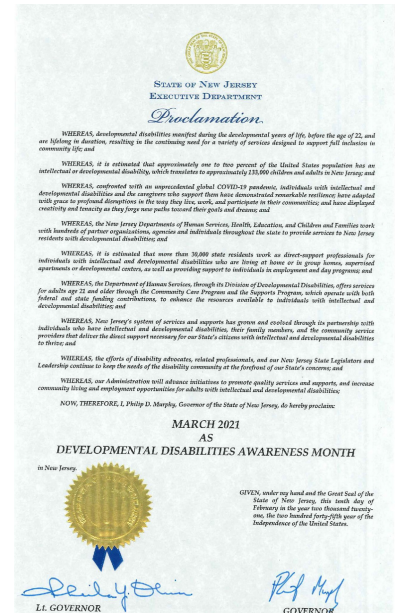 STATE OF NEW JERSEY
EXECUTIVE DEPARTMENT
Proclamation
WHEREAS, developmental disabilities manifest during the developmental years of life, before the age of 22, and
are lifelong in duration, resulting in the continuing need for a variety of services designed to support full inclusion in
community life; and
WHEREAS, it is estimated that approximately one to two percent of the United States population has an
intellectual or developmental disability, which translates to approximately 133,000 children and adults in New Jersey; and
WHEREAS, confronted with an unprecedented global COVID-19 pandemic, individuals with intellectual and
developmental disabilities and the caregivers who support them have demonstrated remarkable resilience; have adapted
with grace to profound disruptions in the way they live, work, and participate in their communities; and have displayed
creativity and tenacity as they forge new paths toward their goals and dreams; and
WHEREAS, the New Jersey Departments of Human Services, Health, Education, and Children and Families work
with hundreds of partner organizations, agencies and individuals throughout the state to provide services to New Jersey
residents with developmental disabilities; and
WHEREAS, it is estimated that more than 30,000 state residents work as direct-support professionals for
individuals with intellectual and developmental disabilities who are living at home or in group homes, supervised
apartments or developmental centers, as well as providing support to individuals in employment and day programs; and
WHEREAS, the Department of Human Services, through its Division of Developmental Disabilities, offers services
for adults age 21 and older through the Community Care Program and the Supports Program, which operate with both
federal and state funding contributions, to enhance the resources available to individuals with intellectual and
developmental disabilities; and
WHEREAS, New Jersey's system of services and supports has grown and evolved through its partnership with
individuals who have intellectual and developmental disabilities, their family members, and the community service
providers that deliver the direct support necessary for our State's citizens with intellectual and developmental disabilities
to thrive; and
WHEREAS, the efforts of disability advocates, related professionals, and our New Jersey State Legislators and
Leadership continue to keep the needs of the disability community at the forefront of our State's concerns; and
WHEREAS, our Administration will advance initiatives to promote quality services and supports, and increase
community living and employment opportunities for adults with intellectual and developmental disabilities;
NOW, THEREFORE, I, Philip D. Murphy, Governor of the State of New Jersey, do hereby proclaim:
MARCH 2021
AS
DEVELOPMENTAL DISABILITIES AWARENESS MONTH
in New Jersey.
GIVEN, under my hand and the Great Seal of the
State of New Jersey, this tenth day of
February in the year two thousand twenty-
one, the two hundred forty-fifth year of the
Independence of the United States.
Sheila Y. Oliver
Lt. GOVERNOR
GOVERNOR